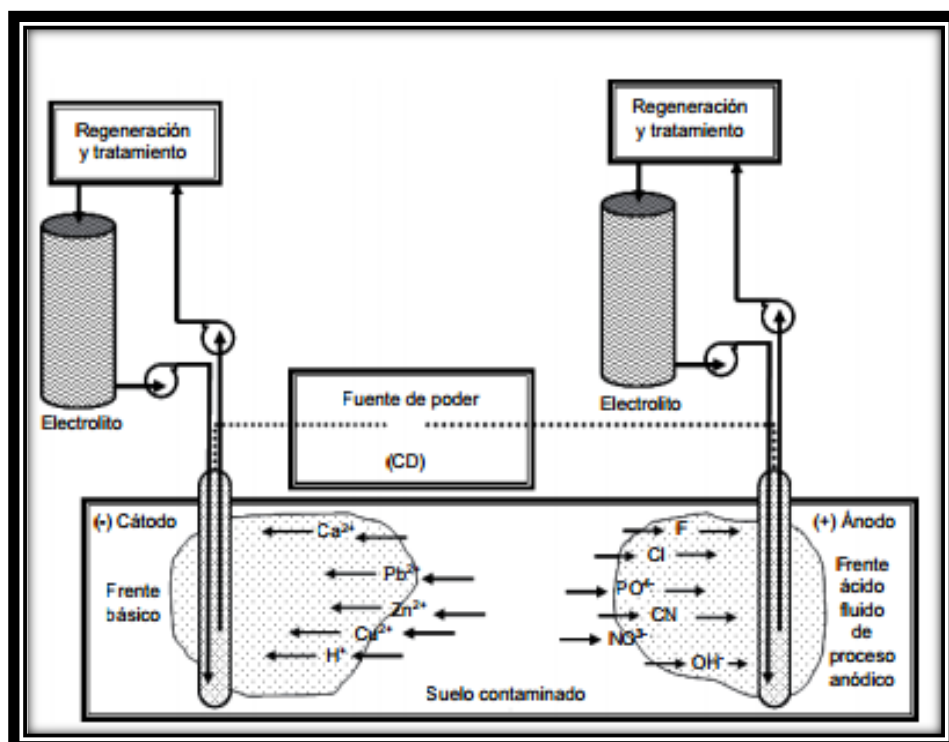 Regeneración
y tratamiento
Regeneración
y tratamiento
Electrolito
Electrolito
Fuente de poder
(CD)
(-) Cátodo
Frente
básico
Ca²⁺
Pb²⁺
Zn²⁺
Cu²⁺
H⁺
F
Cl
PO⁴⁻
CN
NO³⁻
OH⁻
(+) Ánodo
Frente
ácido
fluido
de
proceso
anódico
Suelo contaminado